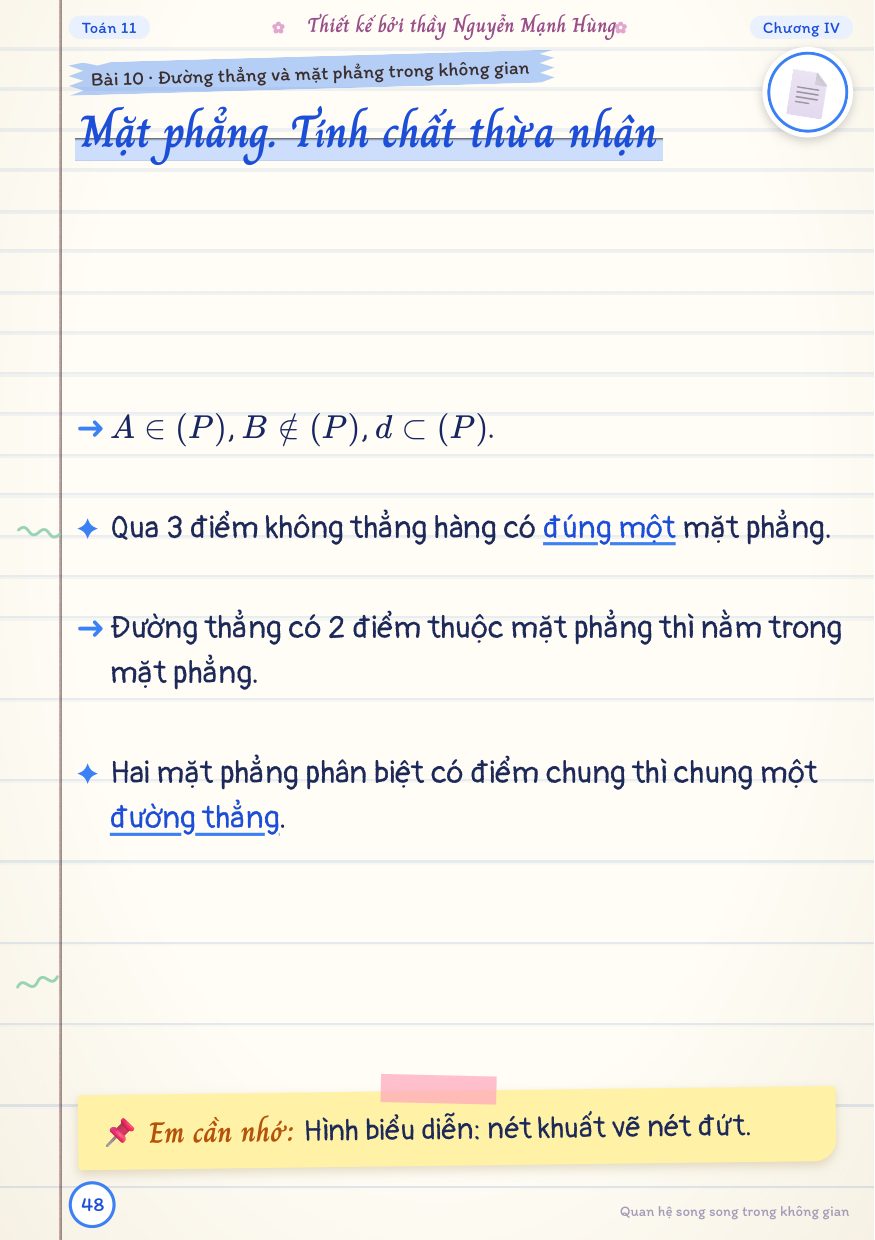 Toán 11
Thiết kế bởi thầy Nguyễn Mạnh Hùng
Chương IV
Bài 10 · Đường thẳng và mặt phẳng trong không gian
Mặt phẳng. Tính chất thừa nhận
→ A ∈ (P), B ∉ (P), d ⊂ (P).
✦ Qua 3 điểm không thẳng hàng có đúng một mặt phẳng.
→ Đường thẳng có 2 điểm thuộc mặt phẳng thì nằm trong
mặt phẳng.
✦ Hai mặt phẳng phân biệt có điểm chung thì chung một
đường thẳng.
Em cần nhớ: Hình biểu diễn: nét khuất vẽ nét đứt.
48
Quan hệ song song trong không gian